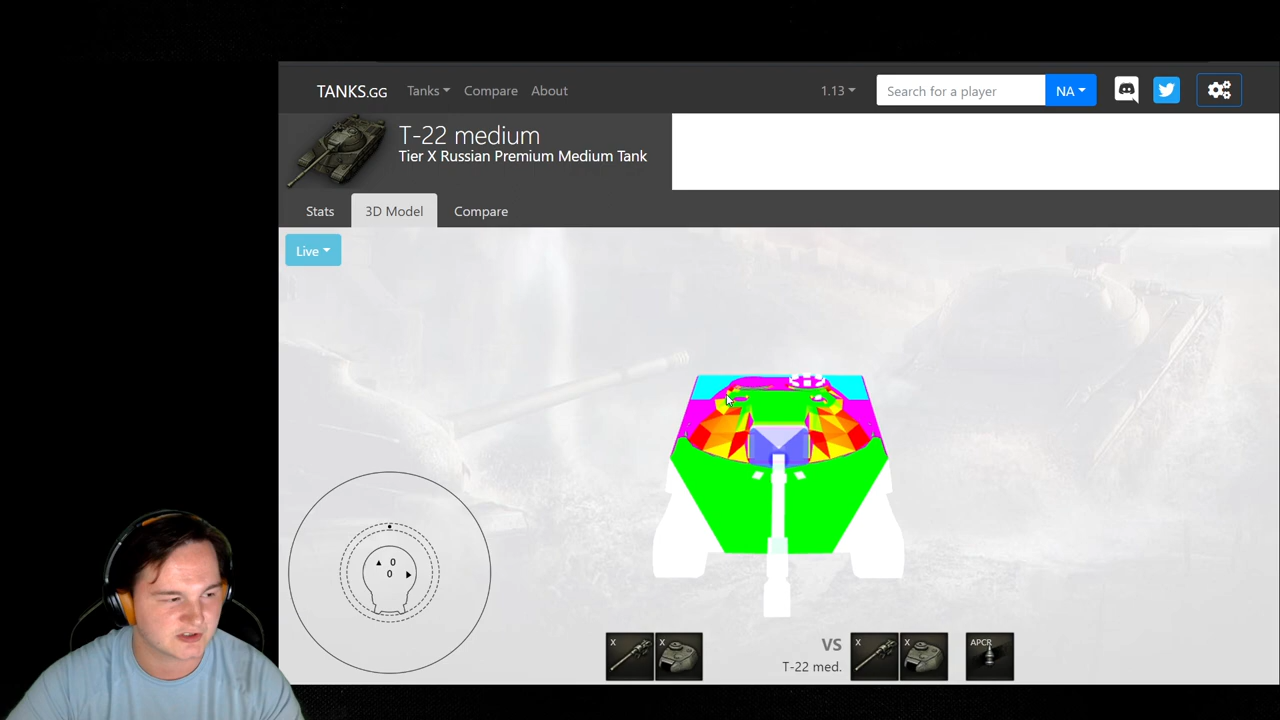 TANKS.GG Tanks Compare About 1.13 Search for a player NA
T-22 medium
Tier X Russian Premium Medium Tank
Stats 3D Model Compare
Live
0
0
X X VS X X APCR
T-22 med.